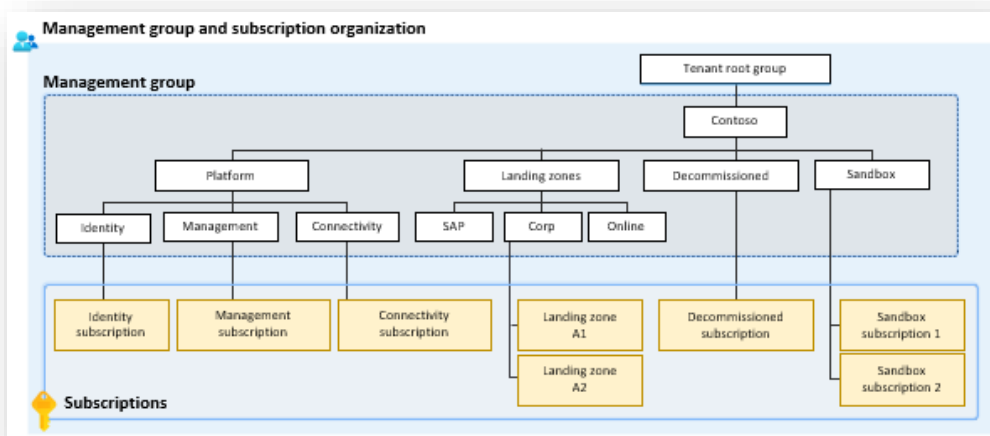 Management group and subscription organization
Management group
Tenant root group
Contoso
Platform
Landing zones
Decommissioned
Sandbox
Identity
Management
Connectivity
SAP
Corp
Online
Identity
subscription
Management
subscription
Connectivity
subscription
Landing zone
A1
Decommissioned
subscription
Sandbox
subscription 1
Landing zone
A2
Sandbox
subscription 2
Subscriptions